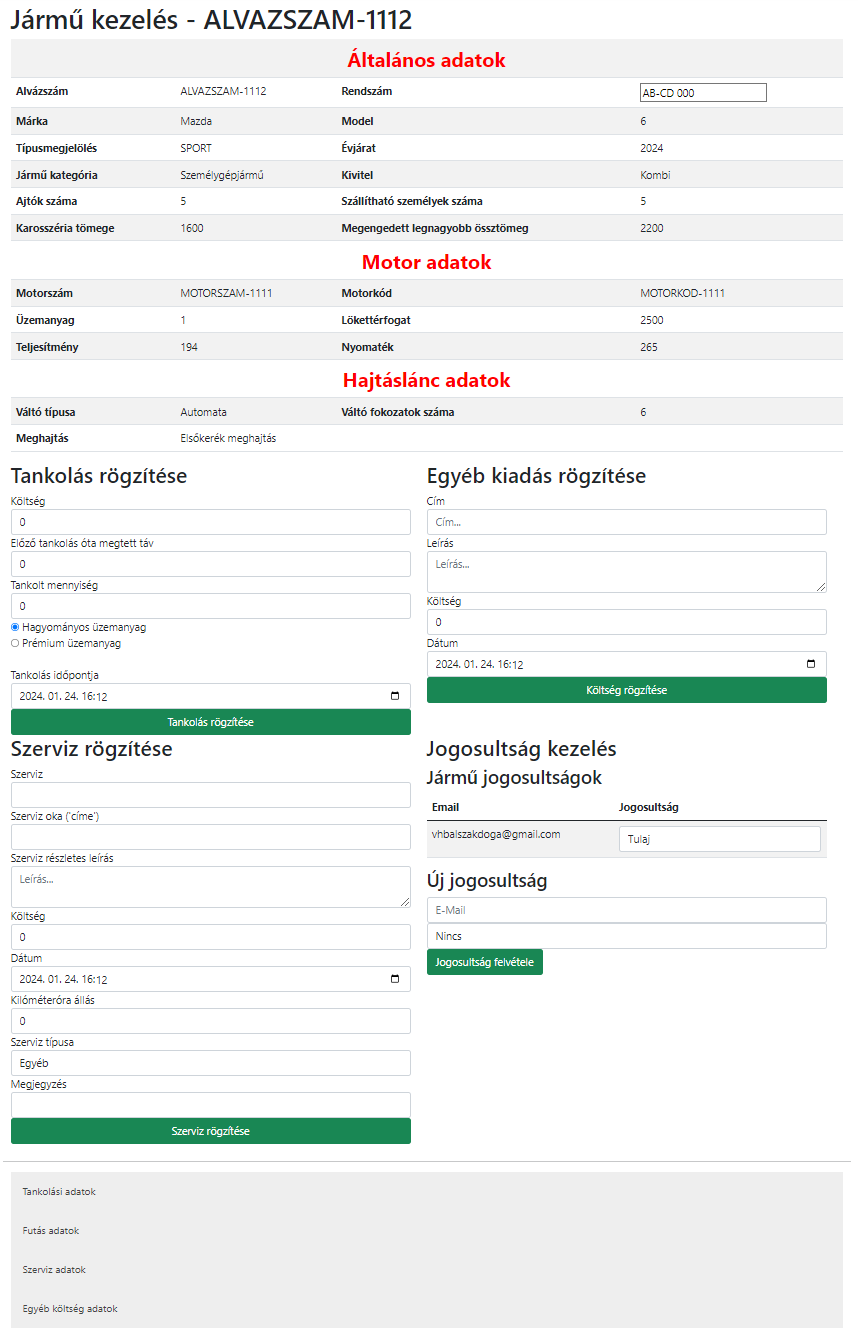 Jármű kezelés - ALVAZSZAM-1112
Általános adatok
Alvázszám ALVAZSZAM-1112 Rendszám AB-CD 000
Márka Mazda Model 6
Típusmegjelölés SPORT Évjárat 2024
Jármű kategória Személygépjármű Kivitel Kombi
Ajtók száma 5 Szállítható személyek száma 5
Karosszéria tömege 1600 Megengedett legnagyobb össztömeg 2200
Motor adatok
Motorszám MOTORSZAM-1111 Motorkód MOTORKOD-1111
Üzemanyag 1 Lökettérfogat 2500
Teljesítmény 194 Nyomaték 265
Hajtáslánc adatok
Váltó típusa Automata Váltó fokozatok száma 6
Meghajtás Elsőkerék meghajtás
Tankolás rögzítése
Költség
0
Előző tankolás óta megtett táv
0
Tankolt mennyiség
0
Hagyományos üzemanyag
Prémium üzemanyag
Tankolás időpontja
2024. 01. 24. 16:12
Tankolás rögzítése
Egyéb kiadás rögzítése
Cím
Cím...
Leírás
Leírás...
Költség
0
Dátum
2024. 01. 24. 16:12
Költség rögzítése
Szerviz rögzítése
Szerviz
Szerviz oka ('címe')
Szerviz részletes leírás
Leírás...
Költség
0
Dátum
2024. 01. 24. 16:12
Kilóméteróra állás
0
Szerviz típusa
Egyéb
Megjegyzés
Szerviz rögzítése
Jogosultság kezelés
Jármű jogosultságok
Email Jogosultság
vhbalszakdoga@gmail.com Tulaj
Új jogosultság
E-Mail
Nincs
Jogosultság felvétele
Tankolási adatok
Futás adatok
Szerviz adatok
Egyéb költség adatok